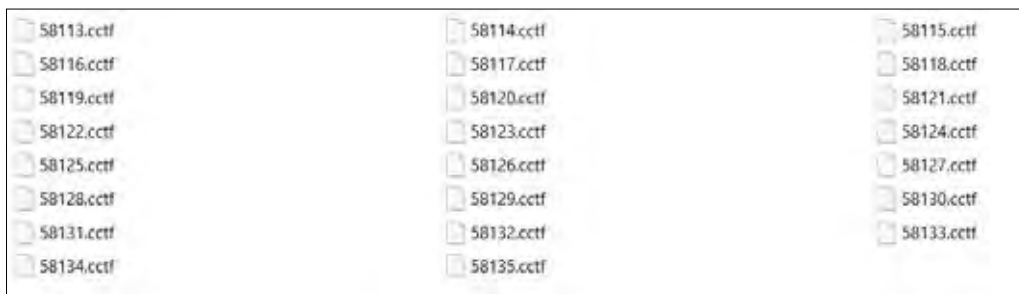 58113.cctf 58114.cctf 58115.cctf
58116.cctf 58117.cctf 58118.cctf
58119.cctf 58120.cctf 58121.cctf
58122.cctf 58123.cctf 58124.cctf
58125.cctf 58126.cctf 58127.cctf
58128.cctf 58129.cctf 58130.cctf
58131.cctf 58132.cctf 58133.cctf
58134.cctf 58135.cctf